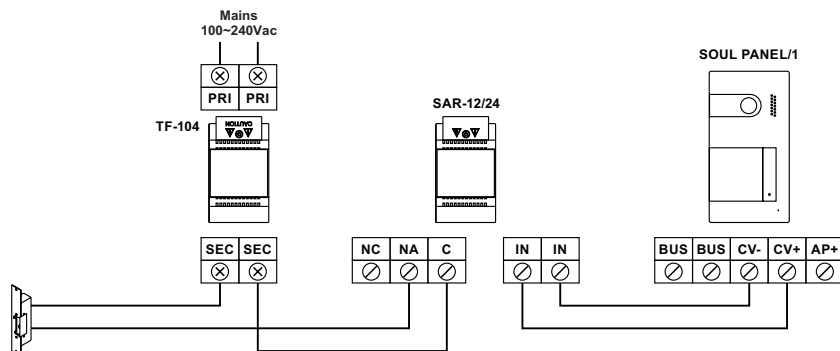 Mains
100~240Vac
PRI PRI
TF-104
CAUTION
SAR-12/24
SOUL PANEL/1
SEC SEC
NC NA C
IN IN
BUS BUS CV- CV+ AP+